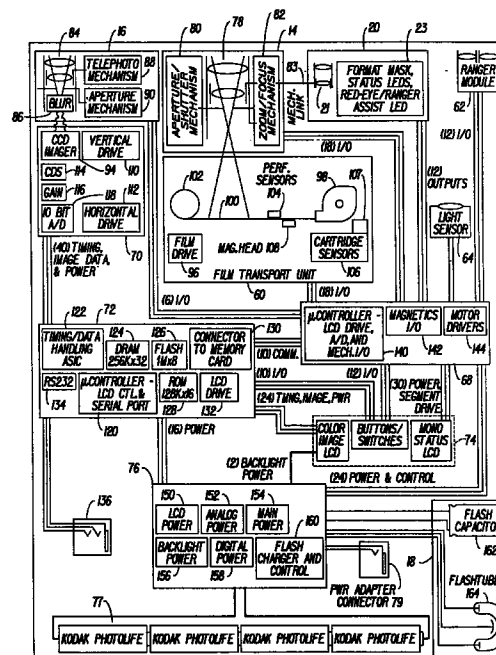 84
16
80
78
82
14
20
23
TELEPHOTO
MECHANISM
88
BLUR
APERTURE
MECHANISM
90
86
APERTURE/
SHUTTER
MECHANISM
ZOOM/FOCUS
MECHANISM
83
MECH.
LINK
21
FORMAT MASK,
STATUS LEDS,
RED-EYE/RANGER
ASSIST LED
RANGER
MODULE
62
CCD
IMAGER
VERTICAL
DRIVE
114
94
110
CDS
116
112
GAIN
118
10 BIT
A/D
HORIZONTAL
DRIVE
70
(18) I/O
(12) I/O
(12)
OUTPUTS
LIGHT
SENSOR
64
102
100
PERF.
SENSORS
104
98
107
FILM
DRIVE
96
MAG.HEAD
108
CARTRIDGE
SENSORS
106
FILM TRANSPORT UNIT
60
(40) TIMING,
IMAGE DATA,
& POWER
(6) I/O
(18) I/O
122
72
124
126
130
TIMING/DATA
HANDLING
ASIC
DRAM
256Kx32
FLASH
1Mx8
CONNECTOR
TO MEMORY
CARD
RS232
134
µCONTROLLER -
LCD CTL.&
SERIAL PORT
120
ROM
128Kx16
128
LCD
DRIVE
132
(10) COMM.
(10) I/O
(12) I/O
µCONTROLLER
- LCD DRIVE,
A/D, AND
MECH. I/O
140
MAGNETICS
I/O
142
MOTOR
DRIVERS
144
68
(24) TMNG, IMAGE, PWR
(30) POWER,
SEGMENT
DRIVE
COLOR
IMAGE
LCD
BUTTONS/
SWITCHES
MONO
STATUS
LCD
74
(16) POWER
(2) BACKLIGHT
POWER
(24) POWER & CONTROL
76
150
152
154
LCD
POWER
ANALOG
POWER
MAIN
POWER
160
BACKLIGHT
POWER
156
DIGITAL
POWER
158
FLASH
CHARGER AND
CONTROL
136
FLASH
CAPACITOR
162
18
FLASHTUBE
164
PWR ADAPTER
CONNECTOR 79
77
KODAK PHOTOLIFE KODAK PHOTOLIFE KODAK PHOTOLIFE KODAK PHOTOLIFE